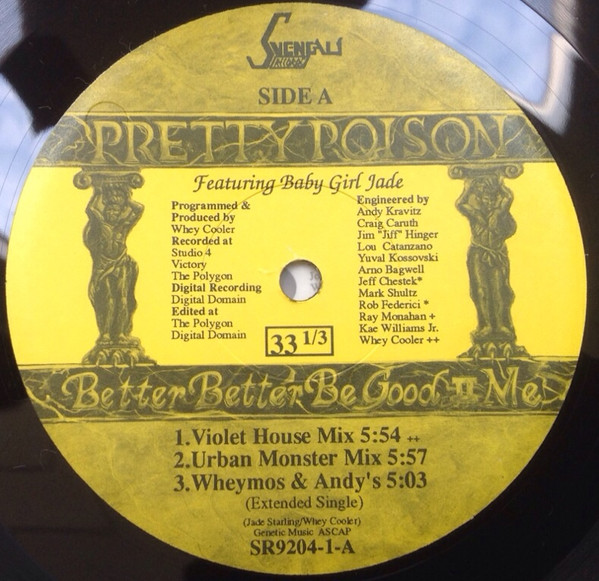 SVENGALI
RECORDS
SIDE A
PRETTY POISON
Featuring Baby Girl Jade
Programmed &
Produced by
Whey Cooler
Recorded at
Studio 4
Victory
The Polygon
Digital Recording
Digital Domain
Edited at
The Polygon
Digital Domain
Engineered by
Andy Kravitz
Craig Caruth
Jim "Jiff" Hinger
Lou Catanzano
Yuval Kossovski
Arno Bagwell
Jeff Chestek*
Mark Shultz
Rob Federici *
Ray Monahan +
Kae Williams Jr.
Whey Cooler ++
33 1/3
Better Better Be Good II Me
1.Violet House Mix 5:54 ++
2.Urban Monster Mix 5:57
3.Wheymos & Andy's 5:03
(Extended Single)
(Jade Starling/Whey Cooler)
Genetic Music ASCAP
SR9204-1-A